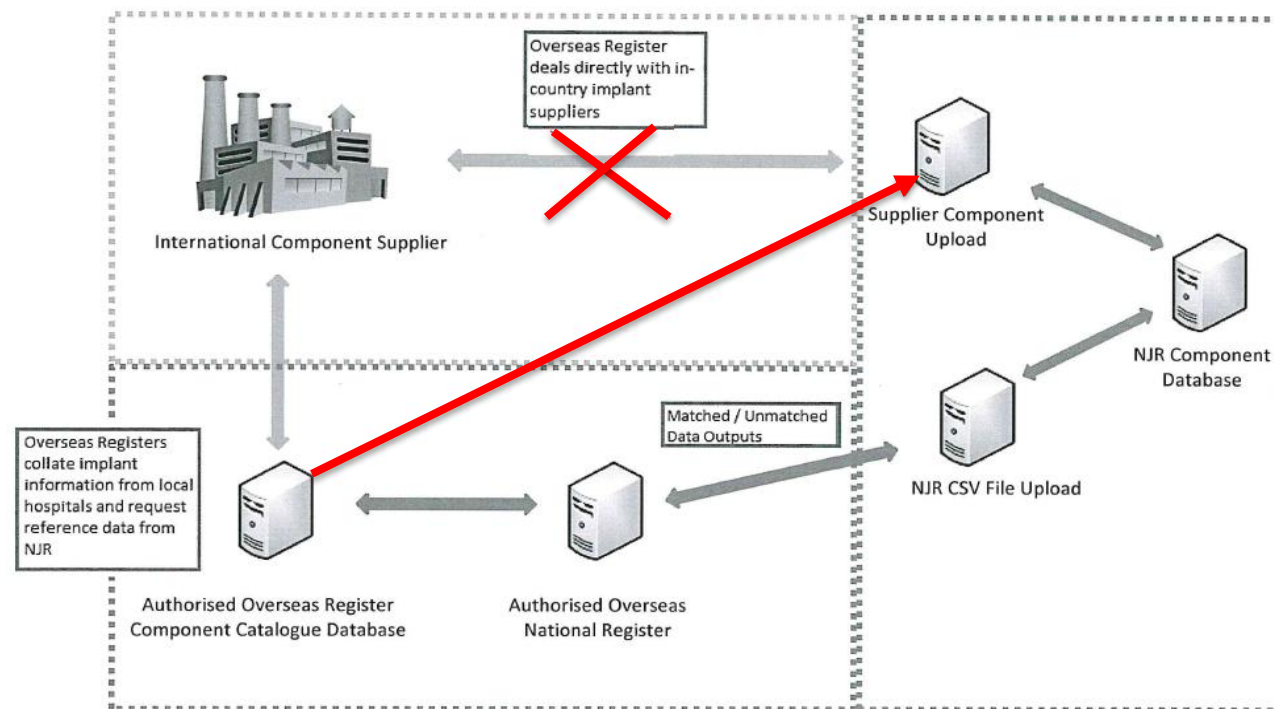 Overseas Register
deals directly with in-
country implant
suppliers
International Component Supplier
Supplier Component
Upload
NJR Component
Database
Matched / Unmatched
Data Outputs
Overseas Registers
collate implant
information from local
hospitals and request
reference data from
NJR
NJR CSV File Upload
Authorised Overseas Register
Component Catalogue Database
Authorised Overseas
National Register